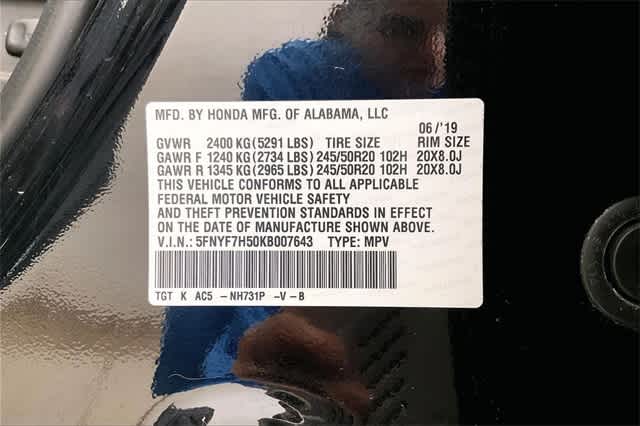 MFD. BY HONDA MFG. OF ALABAMA, LLC
06/'19
GVWR 2400 KG(5291 LBS) TIRE SIZE RIM SIZE
GAWR F 1240 KG(2734 LBS) 245/50R20 102H 20X8.0J
GAWR R 1345 KG(2965 LBS) 245/50R20 102H 20X8.0J
THIS VEHICLE CONFORMS TO ALL APPLICABLE
FEDERAL MOTOR VEHICLE SAFETY
AND THEFT PREVENTION STANDARDS IN EFFECT
ON THE DATE OF MANUFACTURE SHOWN ABOVE.
V.I.N.: 5FNYF7H50KB007643 TYPE: MPV
TGT K AC5 -NH731P -V-B